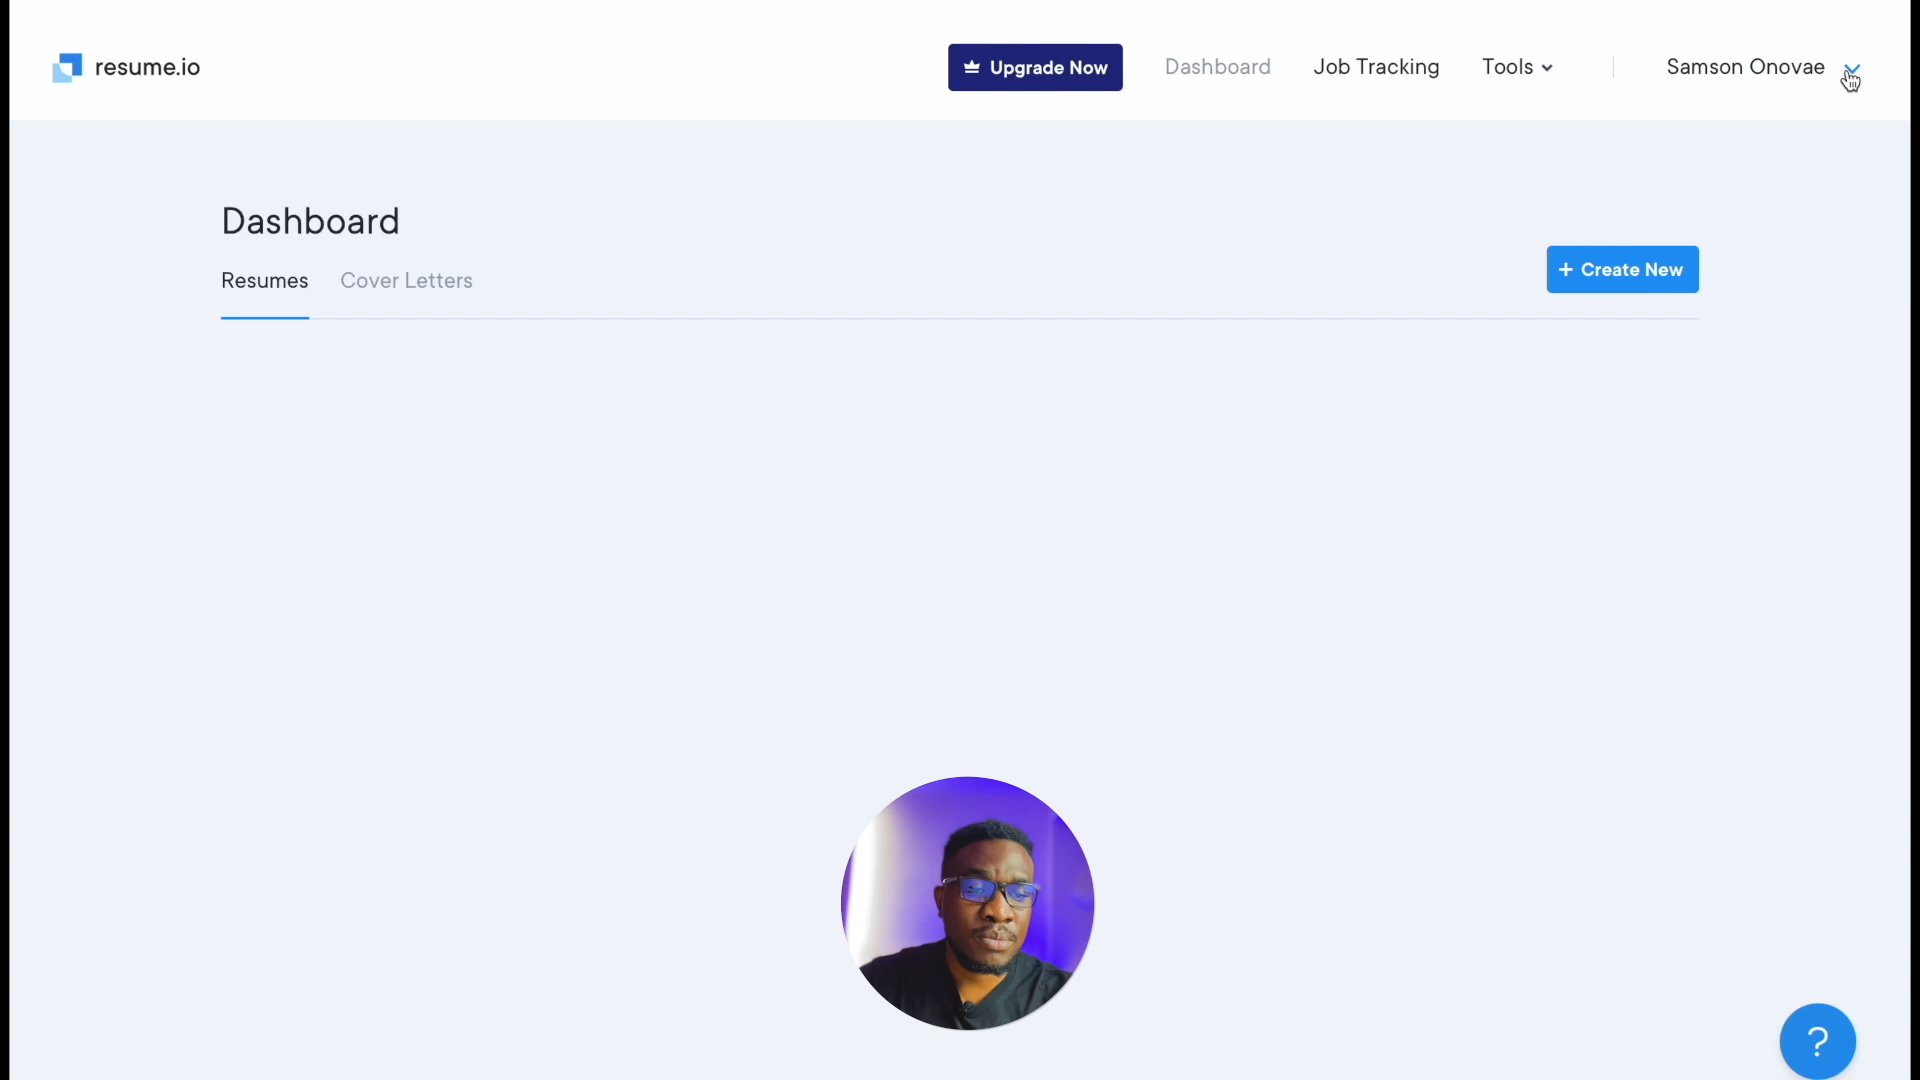 resume.io
Upgrade Now
Dashboard
Job Tracking
Tools
Samson Onovae
Dashboard
Resumes
Cover Letters
+ Create New
?